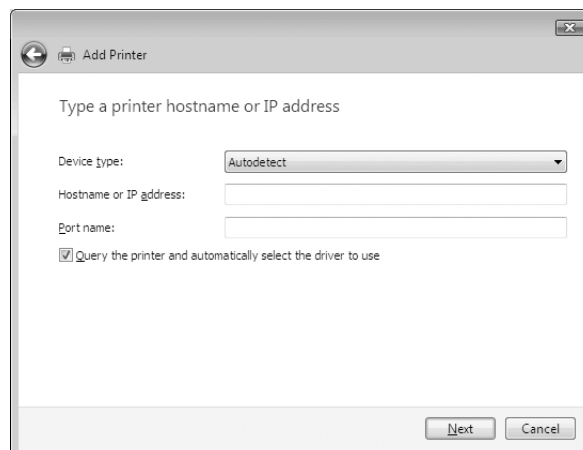 Add Printer
Type a printer hostname or IP address
Device type: Autodetect
Hostname or IP address:
Port name:
Query the printer and automatically select the driver to use
Next Cancel